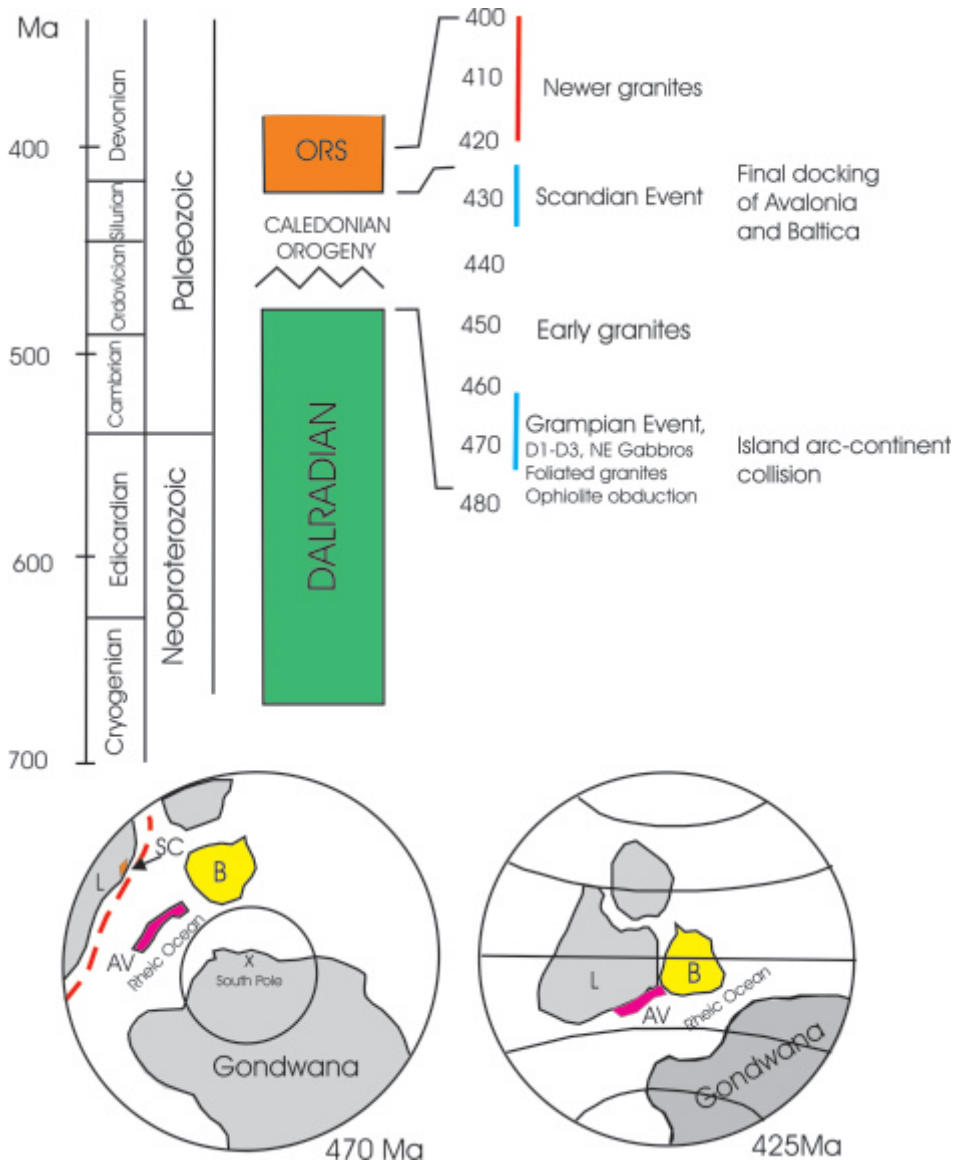 Ma
400
500
600
700
Devonian
Silurian
Ordovician
Cambrian
Edicardian
Cryogenian
Palaeozoic
Neoproterozoic
ORS
CALEDONIAN
OROGENY
DALRADIAN
400
410
420
430
440
450
460
470
480
Newer granites
Scandian Event
Final docking
of Avalonia
and Baltica
Early granites
Grampian Event,
D1-D3, NE Gabbros
Foliated granites
Ophiolite obduction
Island arc-continent
collision
SC
L
B
AV
Rheic Ocean
X
South Pole
Gondwana
470 Ma
L
B
AV
Rheic Ocean
Gondwana
425Ma